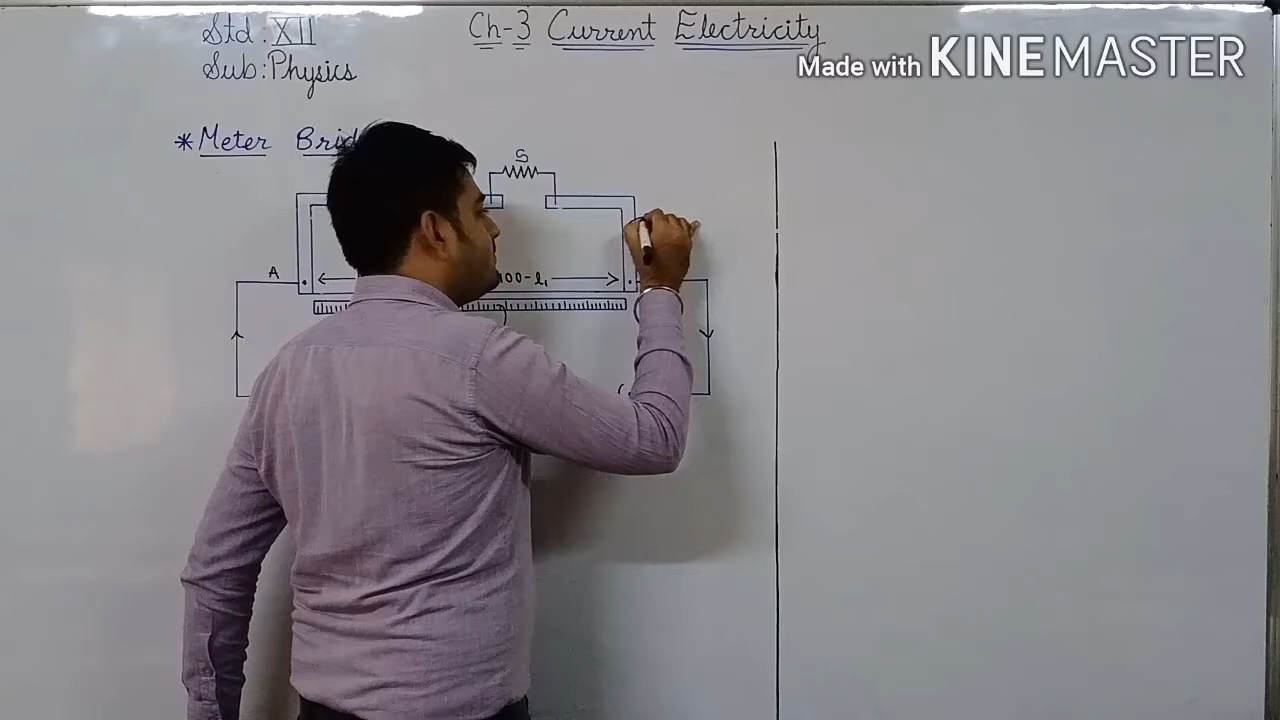 Std : XII
Ch-3 Current Electricity
Sub : Physics
Made with KINEMASTER
* Meter
S
A
100-l₁